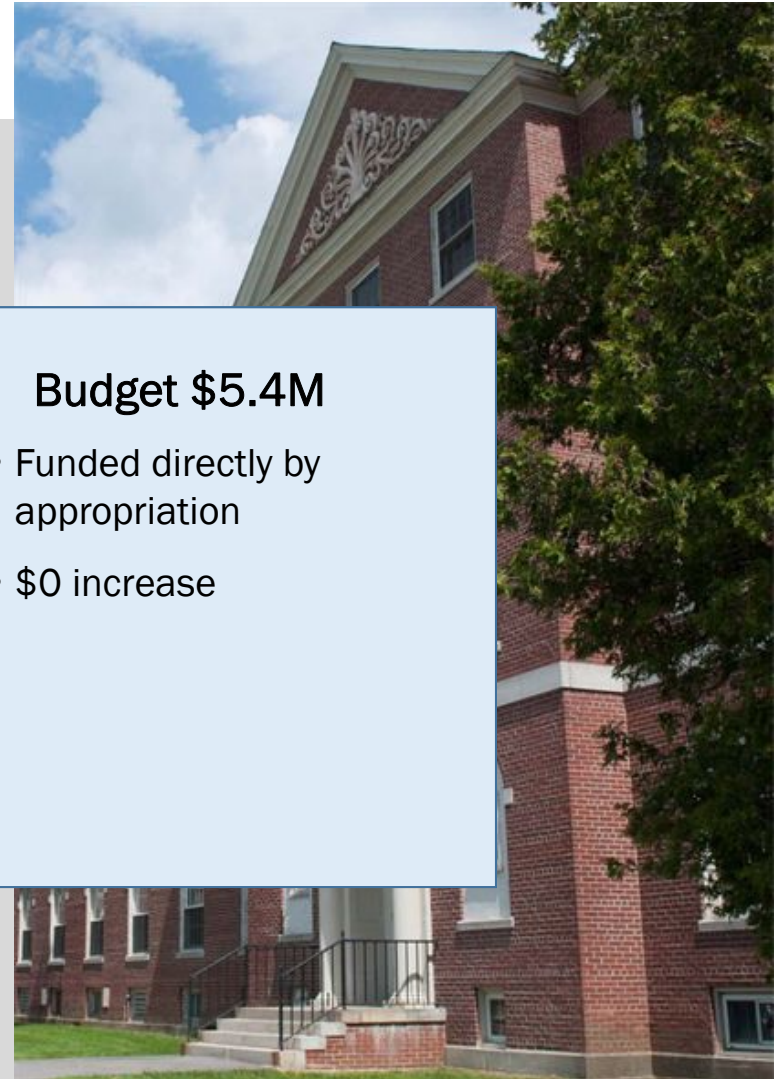 Budget $5.4M
• Funded directly by
appropriation
• $0 increase